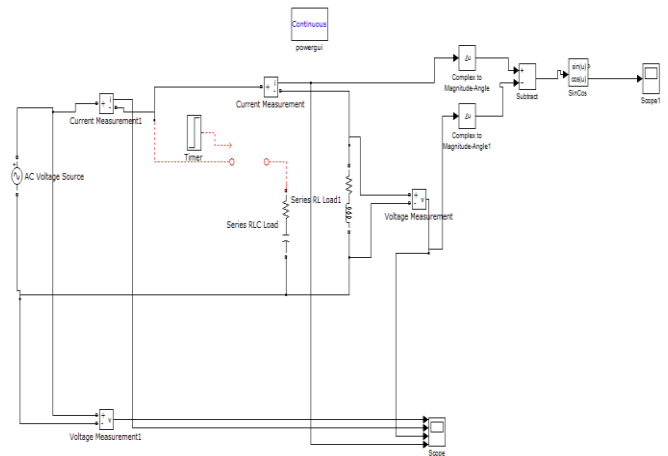 Continuous
powergui
Current Measurement1
Current Measurement
Timer
AC Voltage Source
Series RLC Load
Series RL Load1
Voltage Measurement
Voltage Measurement1
Scope
Complex to
Magnitude-Angle
Complex to
Magnitude-Angle1
Subtract
sin(u)
cos(u)
SinCos
Scope1
+
-
i
+
-
i
+
-
v
+
-
v
∠u
∠u
+
−